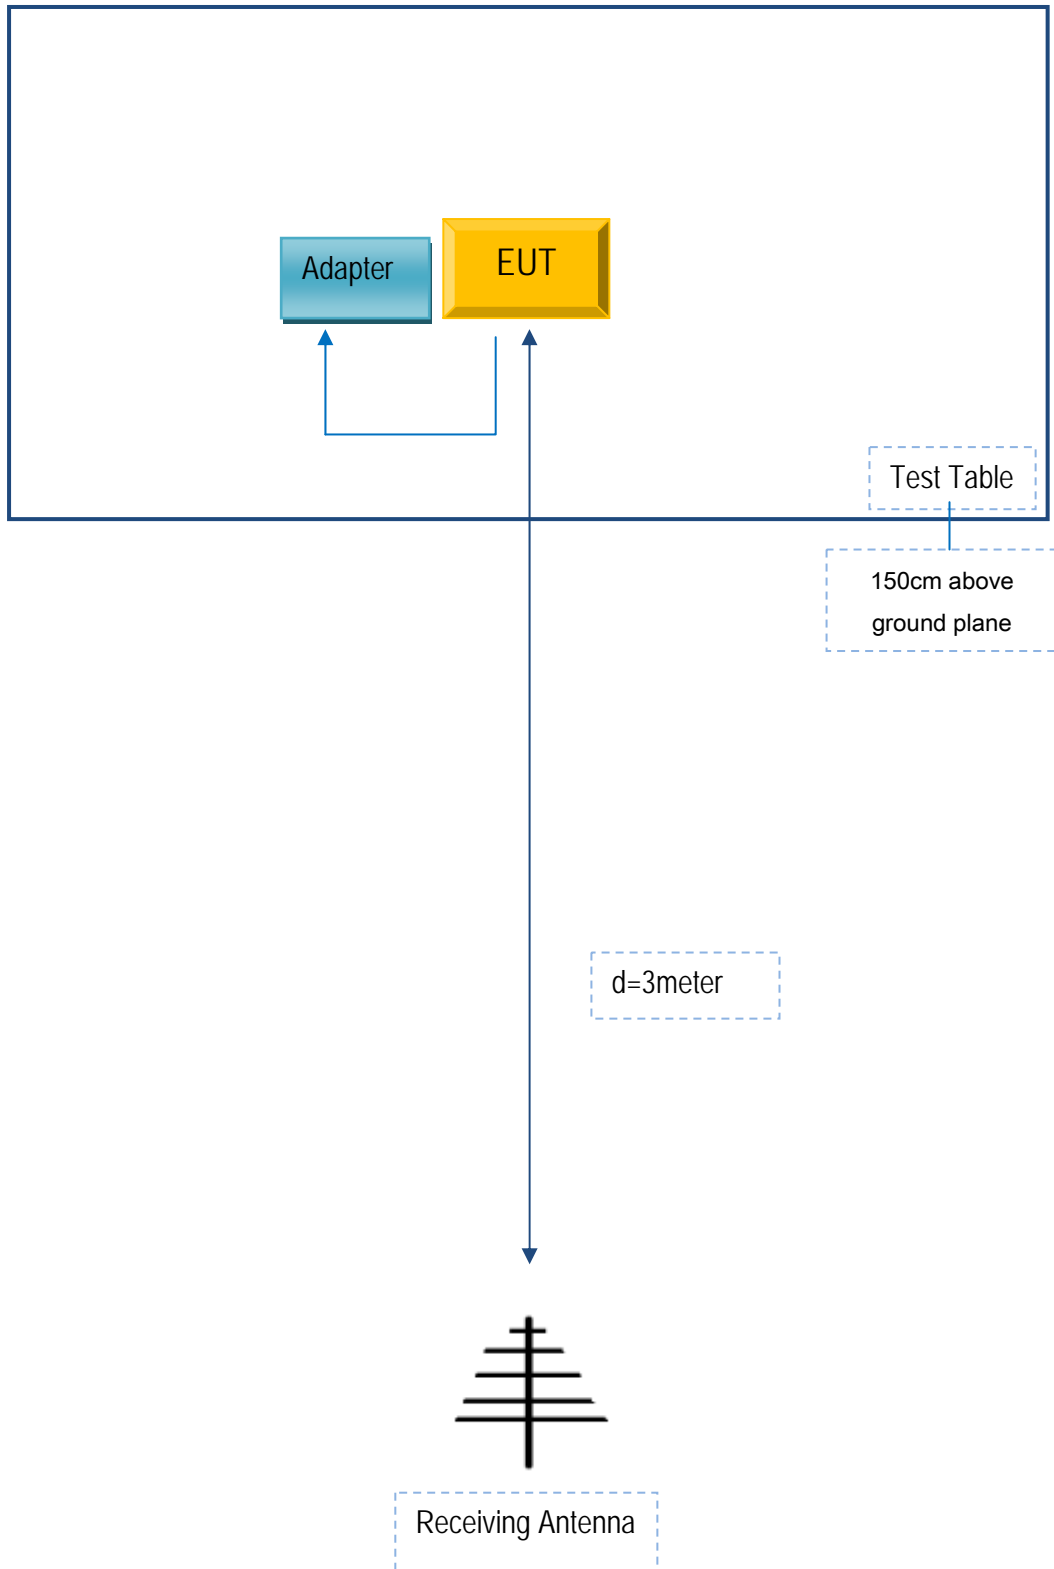 Adapter
EUT
Test Table
150cm above
ground plane
d=3meter
Receiving Antenna